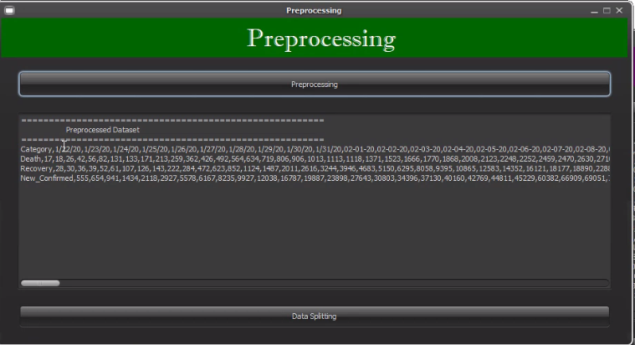 Preprocessing
Preprocessing
Preprocessing
==========================================================
Preprocessed Dataset
==========================================================
Category,1/22/20,1/23/20,1/24/20,1/25/20,1/26/20,1/27/20,1/28/20,1/29/20,1/30/20,1/31/20,02-01-20,02-02-20,02-03-20,02-04-20,02-05-20,02-06-20,02-07-20,02-08-20,
Death,17,18,26,42,56,82,131,133,171,213,259,362,426,492,564,634,719,806,906,1013,1113,1118,1371,1523,1666,1770,1868,2008,2123,2248,2252,2459,2470,2630,271
Recovery,28,30,36,39,52,61,107,126,143,222,284,472,623,852,1124,1487,2011,2616,3244,3946,4683,5150,6295,8058,9395,10865,12583,14352,16121,18177,18890,228
New_Confirmed,555,654,941,1434,2118,2927,5578,6167,8235,9927,12038,16787,19887,23898,27643,30803,34396,37130,40160,42769,44811,45229,60382,66909,69051,
Data Splitting